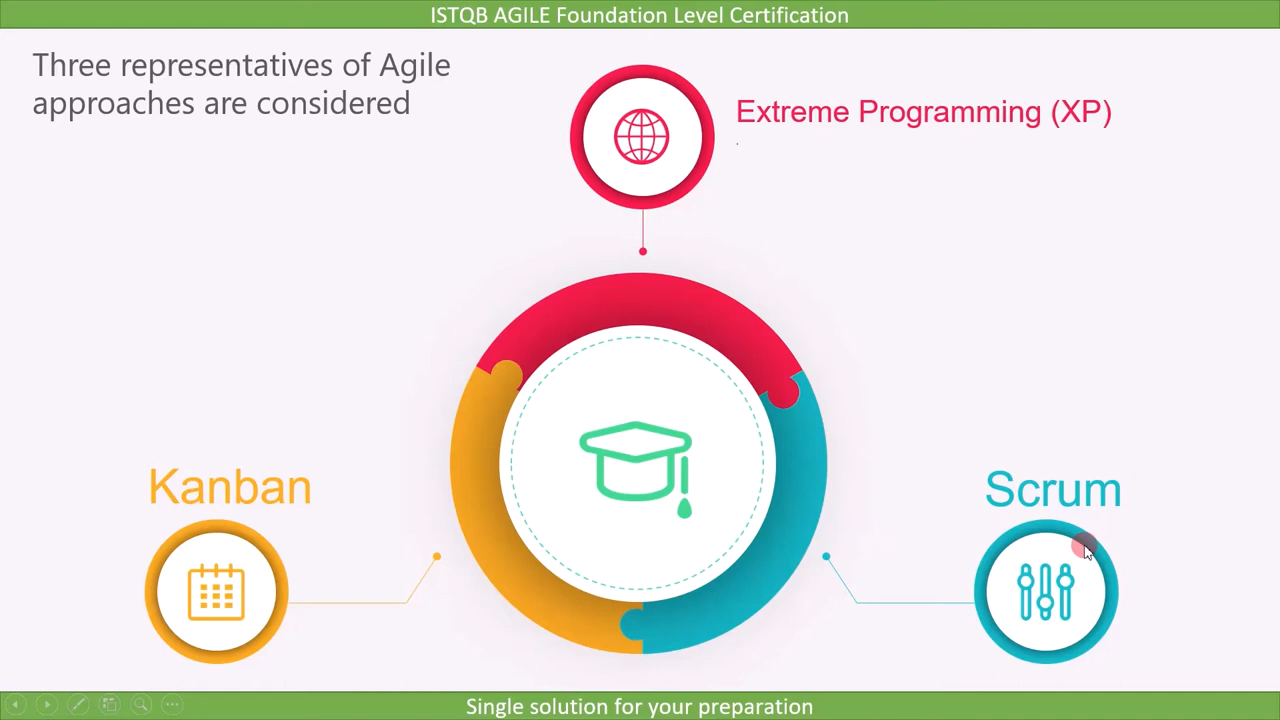 ISTQB AGILE Foundation Level Certification
Three representatives of Agile
approaches are considered
Extreme Programming (XP)
.
Kanban
Scrum
Single solution for your preparation